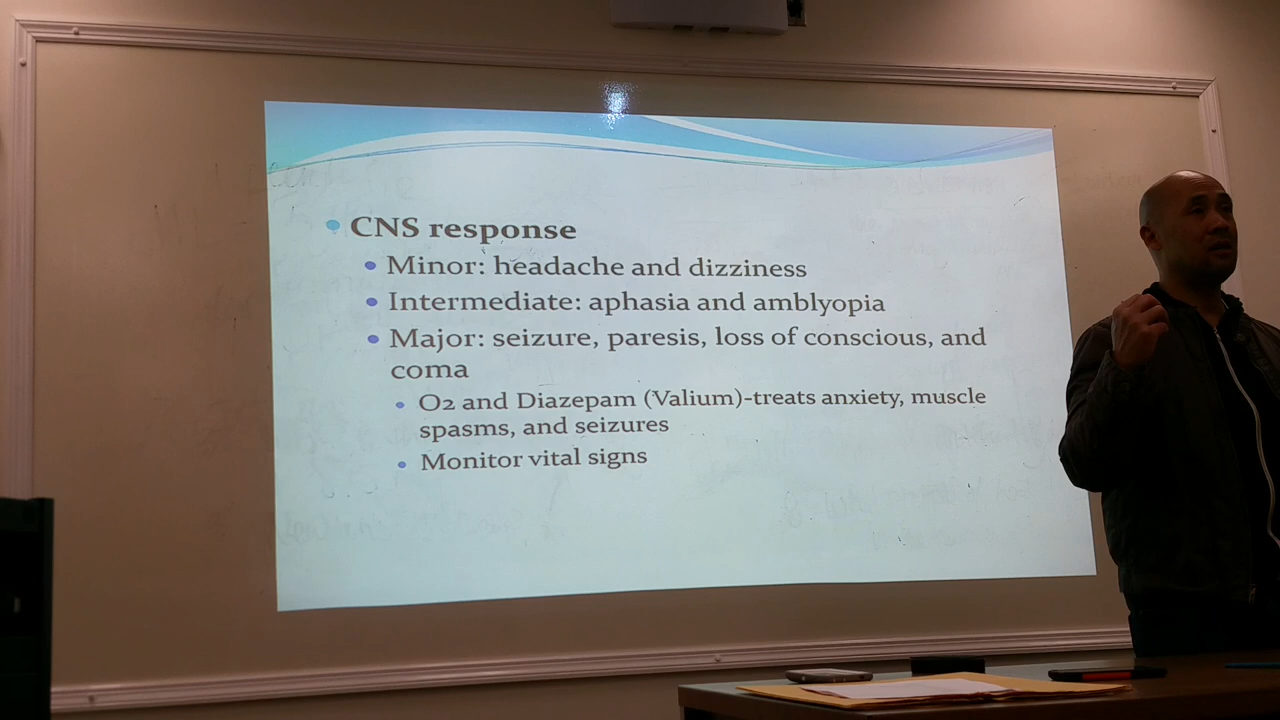 CNS response
Minor: headache and dizziness
Intermediate: aphasia and amblyopia
Major: seizure, paresis, loss of conscious, and
coma
O2 and Diazepam (Valium)-treats anxiety, muscle
spasms, and seizures
Monitor vital signs